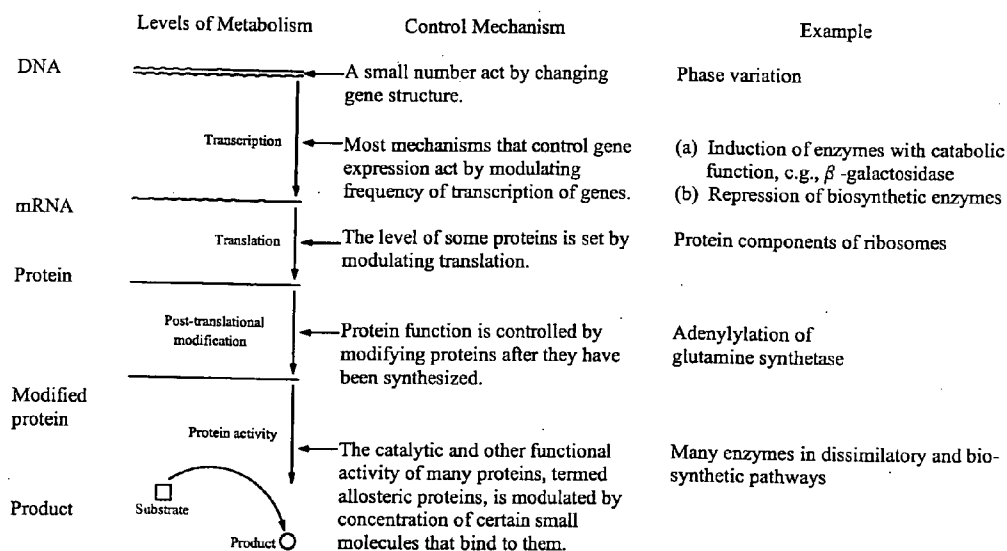 Levels of Metabolism
Control Mechanism
Example
DNA
A small number act by changing
gene structure.
Phase variation
Transcription
Most mechanisms that control gene
expression act by modulating
frequency of transcription of genes.
(a) Induction of enzymes with catabolic
function, c.g., β -galactosidase
(b) Repression of biosynthetic enzymes
mRNA
Translation
The level of some proteins is set by
modulating translation.
Protein components of ribosomes
Protein
Post-translational
modification
Protein function is controlled by
modifying proteins after they have
been synthesized.
Adenylylation of
glutamine synthetase
Modified
protein
Protein activity
The catalytic and other functional
activity of many proteins, termed
allosteric proteins, is modulated by
concentration of certain small
molecules that bind to them.
Many enzymes in dissimilatory and bio-
synthetic pathways
Product
Substrate
Product